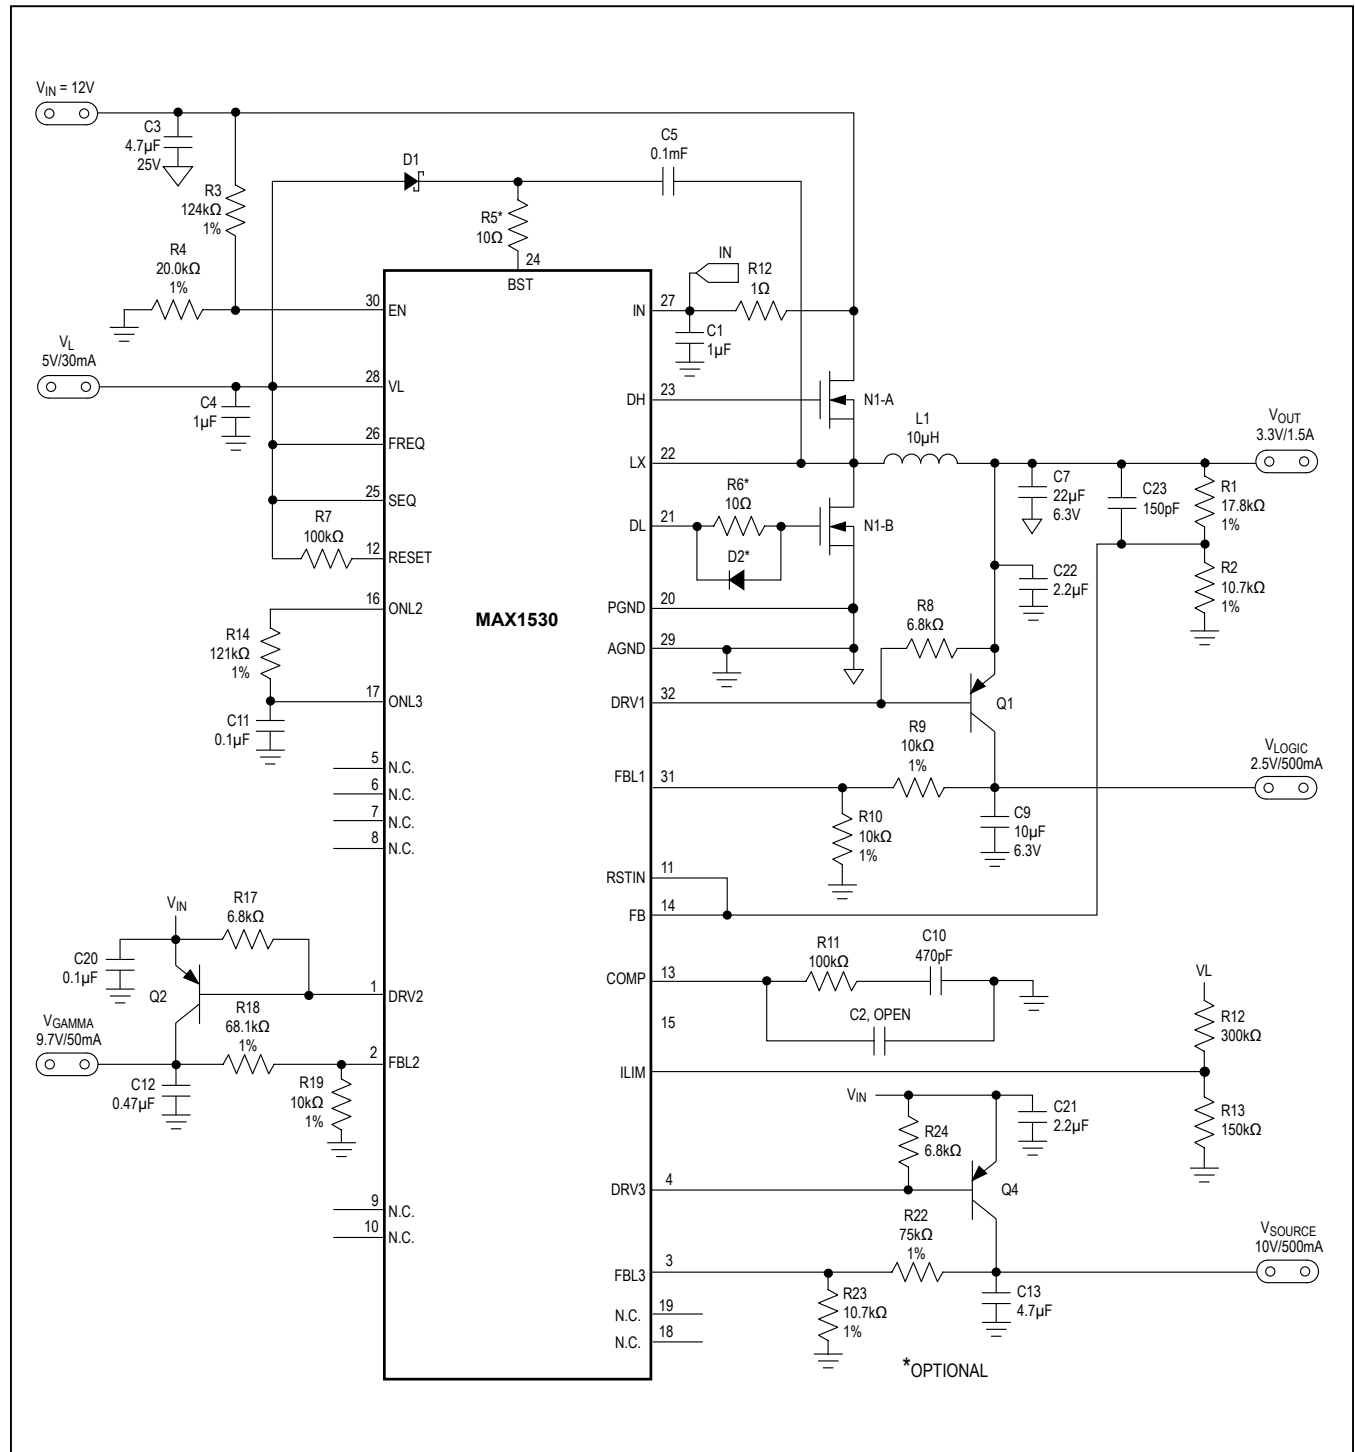 V_IN = 12V
C3
4.7µF
25V
R3
124kΩ
1%
D1
C5
0.1mF
R5*
10Ω
24
BST
R4
20.0kΩ
1%
30
EN
IN
R12
1Ω
IN
27
C1
1µF
V_L
5V/30mA
28
VL
C4
1µF
DH
23
N1-A
26
FREQ
LX
22
L1
10µH
V_OUT
3.3V/1.5A
C7
22µF
6.3V
C23
150pF
R1
17.8kΩ
1%
25
SEQ
DL
21
R6*
10Ω
D2*
N1-B
R7
100kΩ
12
RESET
R2
10.7kΩ
1%
C22
2.2µF
16
ONL2
MAX1530
PGND
20
R14
121kΩ
1%
AGND
29
R8
6.8kΩ
17
ONL3
DRV1
32
Q1
C11
0.1µF
5
N.C.
6
N.C.
7
N.C.
8
N.C.
FBL1
31
R9
10kΩ
1%
V_LOGIC
2.5V/500mA
R10
10kΩ
1%
C9
10µF
6.3V
RSTIN
11
FB
14
V_IN
R17
6.8kΩ
C20
0.1µF
Q2
1
DRV2
COMP
13
R11
100kΩ
C10
470pF
C2, OPEN
15
ILIM
VL
R12
300kΩ
R13
150kΩ
V_GAMMA
9.7V/50mA
R18
68.1kΩ
1%
2
FBL2
C12
0.47µF
R19
10kΩ
1%
V_IN
R24
6.8kΩ
C21
2.2µF
DRV3
4
Q4
9
N.C.
10
N.C.
FBL3
3
R22
75kΩ
1%
V_SOURCE
10V/500mA
R23
10.7kΩ
1%
C13
4.7µF
N.C.
19
N.C.
18
*OPTIONAL